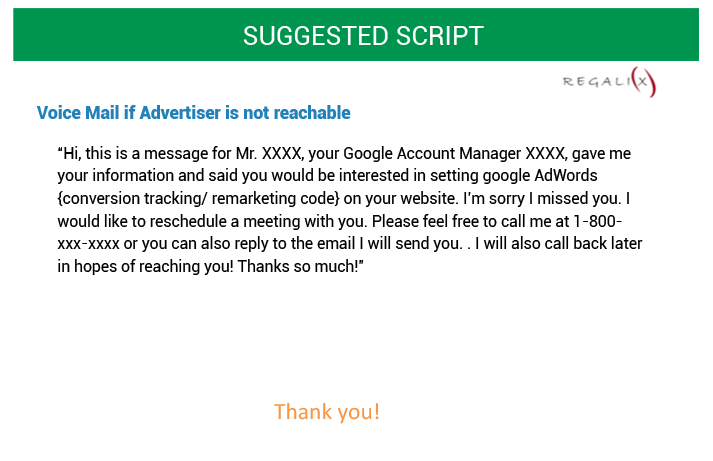 SUGGESTED SCRIPT
REGALI(X)
Voice Mail if Advertiser is not reachable
“Hi, this is a message for Mr. XXXX, your Google Account Manager XXXX, gave me
your information and said you would be interested in setting google AdWords
{conversion tracking/ remarketing code} on your website. I’m sorry I missed you. I
would like to reschedule a meeting with you. Please feel free to call me at 1-800-
xxx-xxxx or you can also reply to the email I will send you. . I will also call back later
in hopes of reaching you! Thanks so much!”
Thank you!